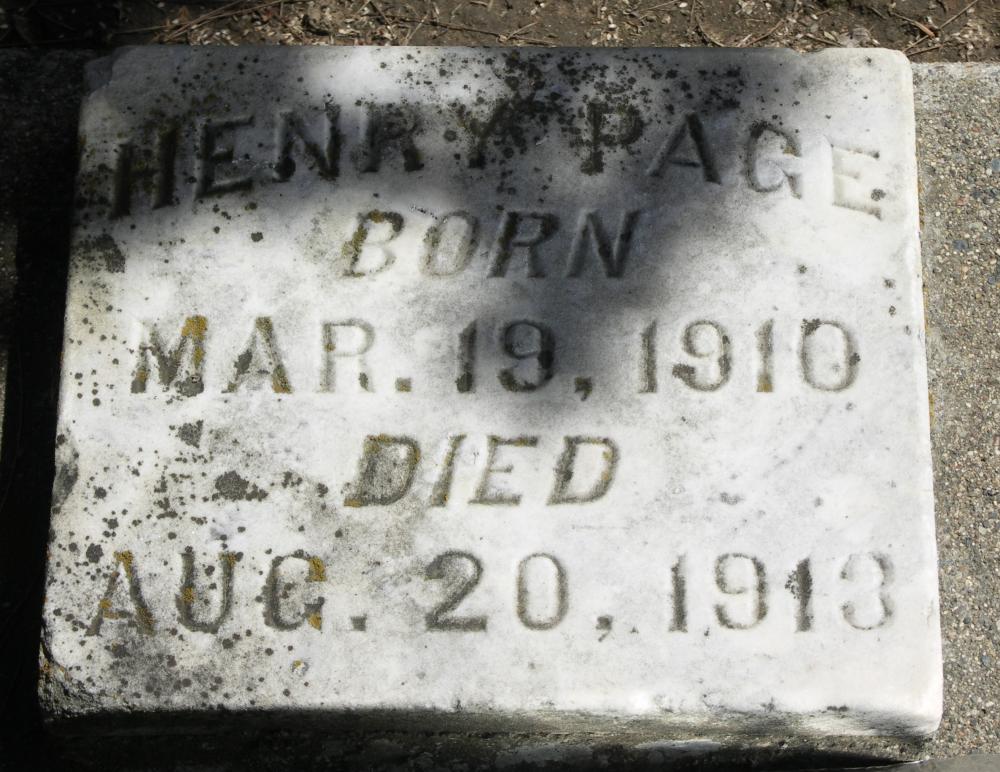 HENRY PAGE
BORN
MAR. 19, 1910
DIED
AUG. 20, 1913